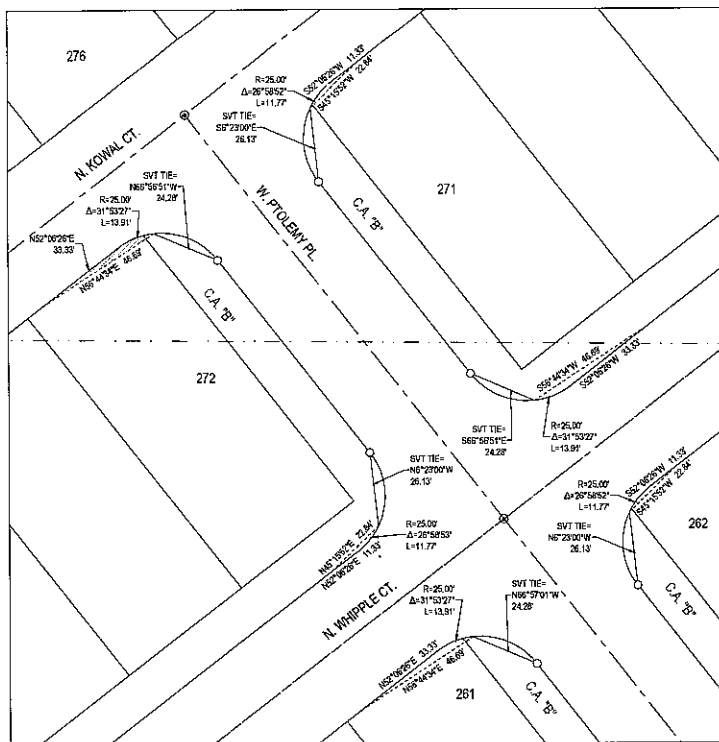 276
N. KOWAL CT.
R=25.00'
Δ=26°58'52"
L=11.77'
S52°06'26"W 11.33'
S45°15'52"W 22.84'
SVT TIE=
S6°23'00"E
26.13'
SVT TIE=
N66°56'51"W
24.28'
R=25.00'
Δ=31°53'27"
L=13.91'
N52°06'26"E
33.33'
N56°44'34"E 46.69'
W. PTOLEMY PL.
C.A. "B"
271
C.A. "B"
272
S56°44'34"W 46.69'
S52°06'26"W 33.33'
SVT TIE=
S66°56'51"E
24.28'
R=25.00'
Δ=31°53'27"
L=13.91'
SVT TIE=
N6°23'00"W
26.13'
R=25.00'
Δ=26°58'53"
L=11.77'
N45°15'52"E 22.84'
N52°06'26"E 11.33'
N. WHIPPLE CT.
R=25.00'
Δ=26°58'52"
L=11.77'
S52°06'26"W 11.33'
S45°15'52"W 22.84'
262
SVT TIE=
N6°23'00"W
26.13'
C.A. "B"
R=25.00'
Δ=31°53'27"
L=13.91'
SVT TIE=
N66°57'01"W
24.28'
N52°06'26"E 33.33'
N56°44'34"E 46.69'
261
C.A. "B"